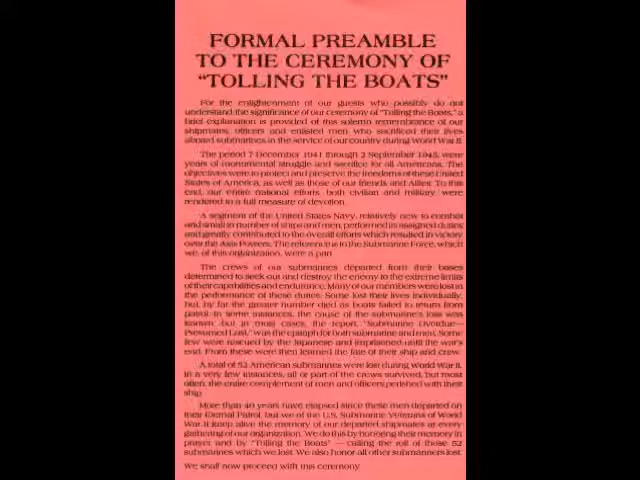 FORMAL PREAMBLE
TO THE CEREMONY OF
“TOLLING THE BOATS”
For the enlightenment of our guests who possibly do not
understand the significance of our ceremony of "Tolling the Boats," a
brief explanation is provided of this solemn remembrance of our
shipmates, officers and enlisted men who sacrificed their lives
aboard submarines in the service of our country during World War II.
The period 7 December 1941 through 2 September 1945, were
years of monumental struggle and sacrifice for all Americans. The
objectives were to protect and preserve the freedoms of these United
States of America, as well as those of our friends and Allies. To this
end, our entire national efforts, both civilian and military, were
rendered in a full measure of devotion.
A segment of the United States Navy, relatively new to combat
and small in number of ships and men, performed its assigned duties
and greatly contributed to the overall efforts which resulted in victory
over the Axis Powers. The reference is to the Submarine Force, which
we, of this organization, were a part.
The crews of our submarines departed from their bases
determined to seek out and destroy the enemy to the extreme limits
of their capabilities and endurance. Many of our members were lost in
the performance of these duties. Some lost their lives individually,
but, by far the greater number died as boats failed to return from
patrol. In some instances, the cause of the submarine's loss was
known, but in most cases, the report, "Submarine Overdue—
Presumed Lost," was the epitaph for both submarine and men. Some
few were rescued by the Japanese and imprisoned until the war's
end. From these were then learned the fate of their ship and crew.
A total of 52 American submarines were lost during World War II.
In a very few instances, all or part of the crews survived, but most
often, the entire complement of men and officers perished with their
ship.
More than 40 years have elapsed since these men departed on
their Eternal Patrol, but we of the U.S. Submarine Veterans of World
War II keep alive the memory of our departed shipmates at every
gathering of our organization. We do this by honoring their memory in
prayer and by "Tolling the Boats" — calling the roll of those 52
submarines which we lost. We also honor all other submariners lost.
We shall now proceed with this ceremony.